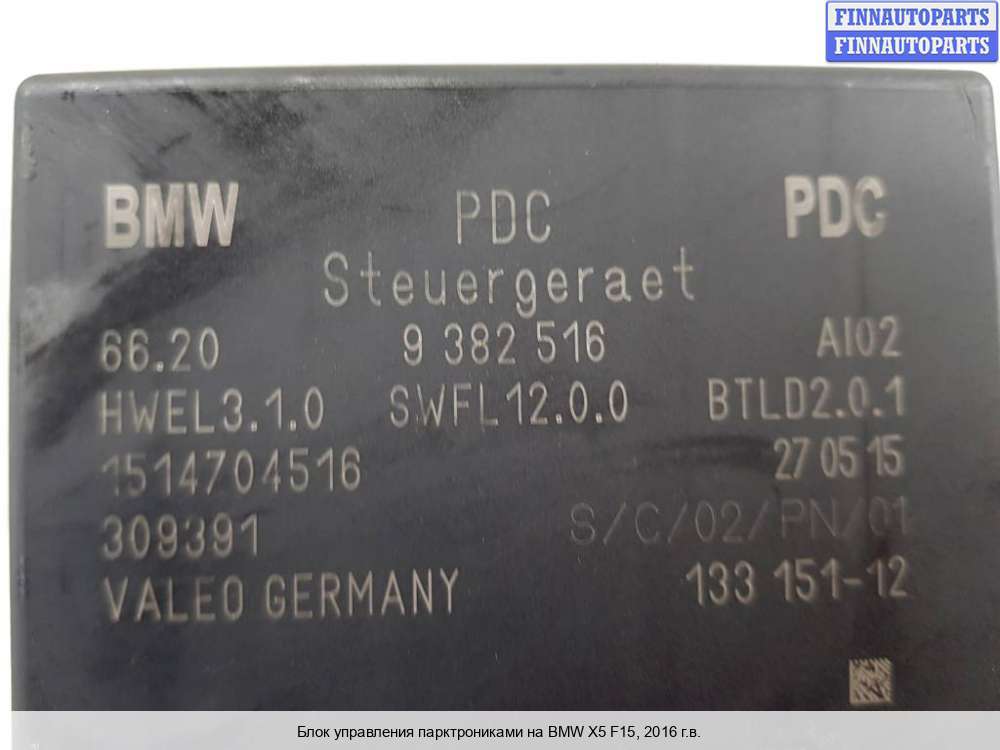 FINNAUTOPARTS
FINNAUTOPARTS
BMW PDC PDC
Steuergeraet
66.20 9 382 516 AI02
HWEL3.1.0 SWFL12.0.0 BTLD2.0.1
1514704516 27 05 15
309391 S/C/02/PN/01
VALEO GERMANY 133 151-12
Блок управления парктрониками на BMW X5 F15, 2016 г.в.